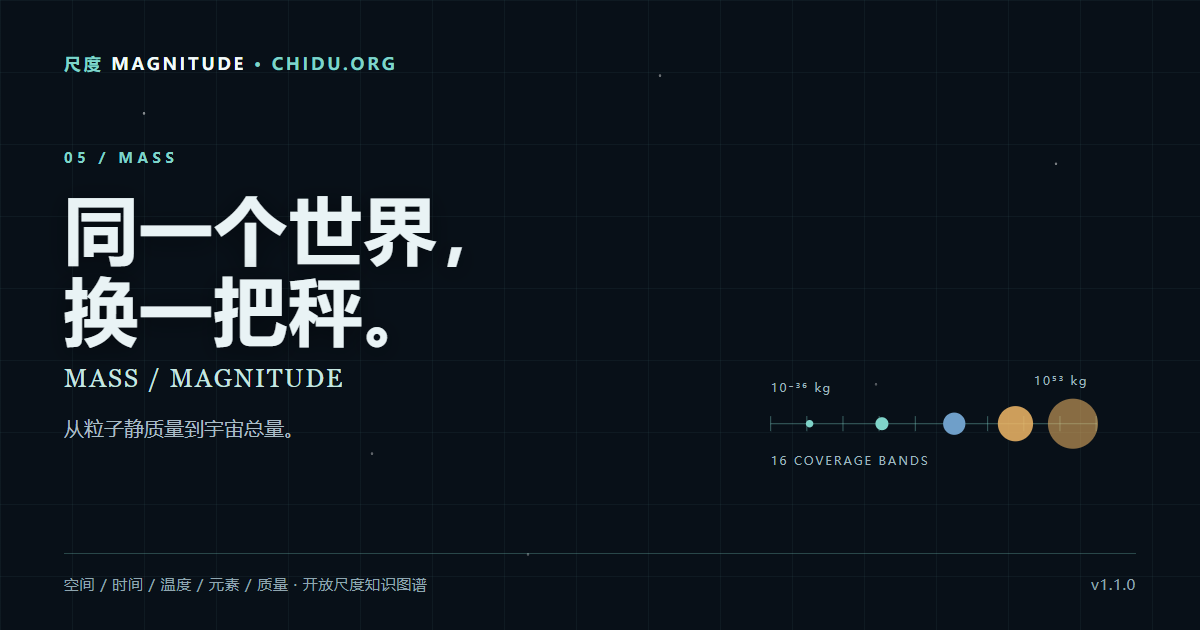 尺度 MAGNITUDE • CHIDU.ORG
05 / MASS
同一个世界，
换一把秤。
MASS / MAGNITUDE
从粒子静质量到宇宙总量。
10⁻³⁶ kg
10⁵³ kg
16 COVERAGE BANDS
空间 / 时间 / 温度 / 元素 / 质量 · 开放尺度知识图谱
v1.1.0